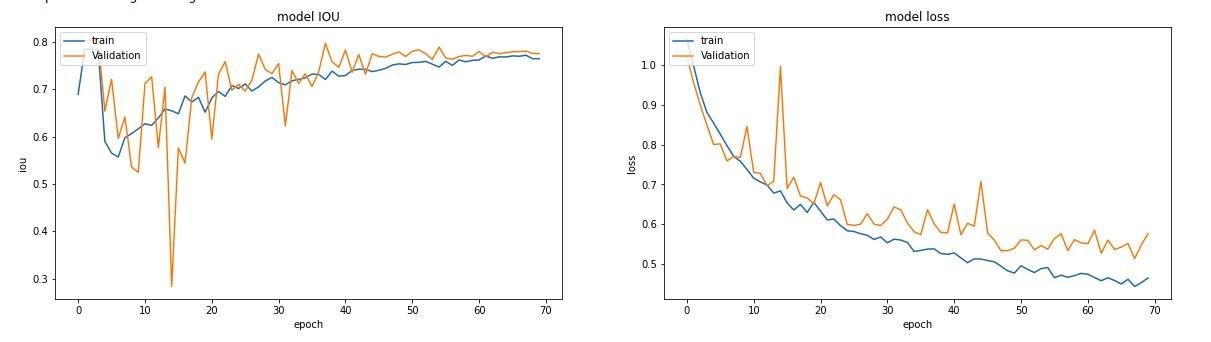 model IOU
train
Validation
0.8
0.7
0.6
0.5
0.4
0.3
iou
0 10 20 30 40 50 60 70
epoch
model loss
train
Validation
1.0
0.9
0.8
0.7
0.6
0.5
loss
0 10 20 30 40 50 60 70
epoch